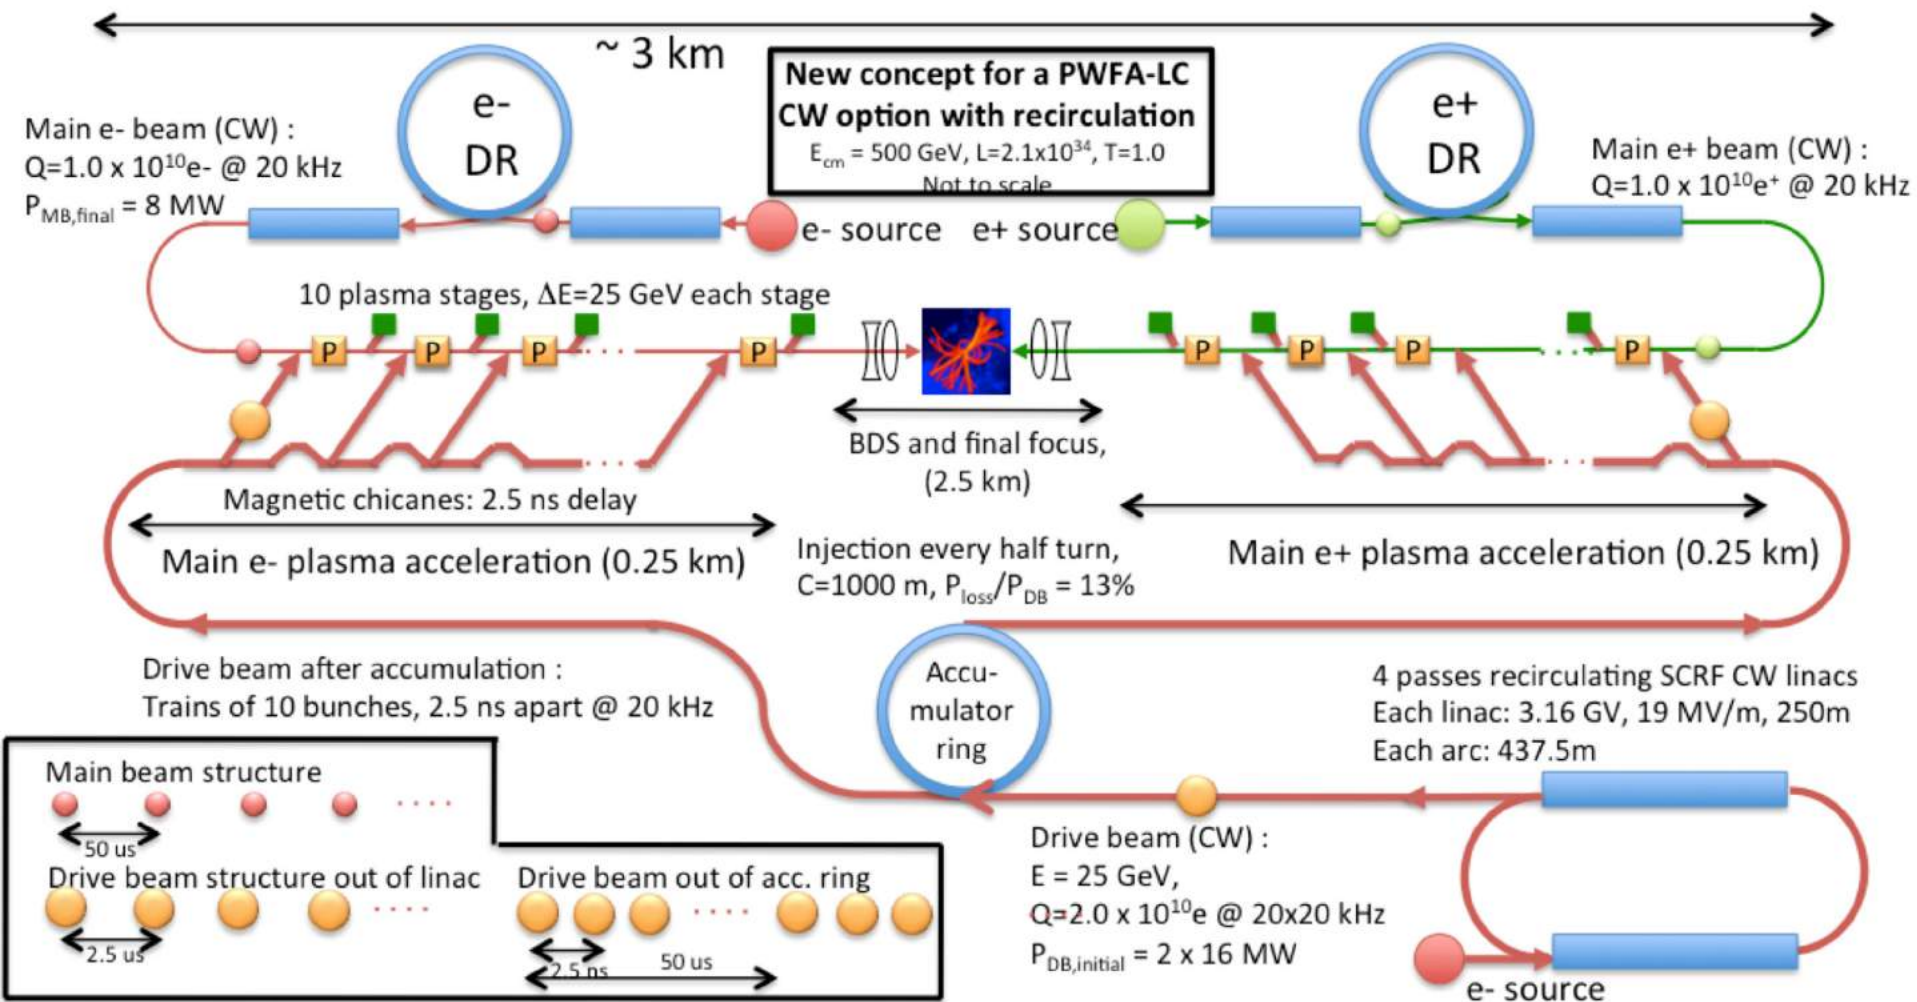 ~ 3 km
New concept for a PWFA-LC
CW option with recirculation
E_cm = 500 GeV, L=2.1x10^34, T=1.0
Not to scale
e-
DR
e+
DR
Main e- beam (CW) :
Q=1.0 x 10^10e- @ 20 kHz
P_MB,final = 8 MW
Main e+ beam (CW) :
Q=1.0 x 10^10e^+ @ 20 kHz
e- source
e+ source
10 plasma stages, ΔE=25 GeV each stage
P
P
P
P
P
P
P
P
BDS and final focus,
(2.5 km)
Magnetic chicanes: 2.5 ns delay
Main e- plasma acceleration (0.25 km)
Injection every half turn,
C=1000 m, P_loss/P_DB = 13%
Main e+ plasma acceleration (0.25 km)
Drive beam after accumulation :
Trains of 10 bunches, 2.5 ns apart @ 20 kHz
Accu-
mulator
ring
4 passes recirculating SCRF CW linacs
Each linac: 3.16 GV, 19 MV/m, 250m
Each arc: 437.5m
Main beam structure
50 us
Drive beam structure out of linac
2.5 us
Drive beam out of acc. ring
2.5 ns
50 us
Drive beam (CW) :
E = 25 GeV,
Q=2.0 x 10^10e @ 20x20 kHz
P_DB,initial = 2 x 16 MW
e- source